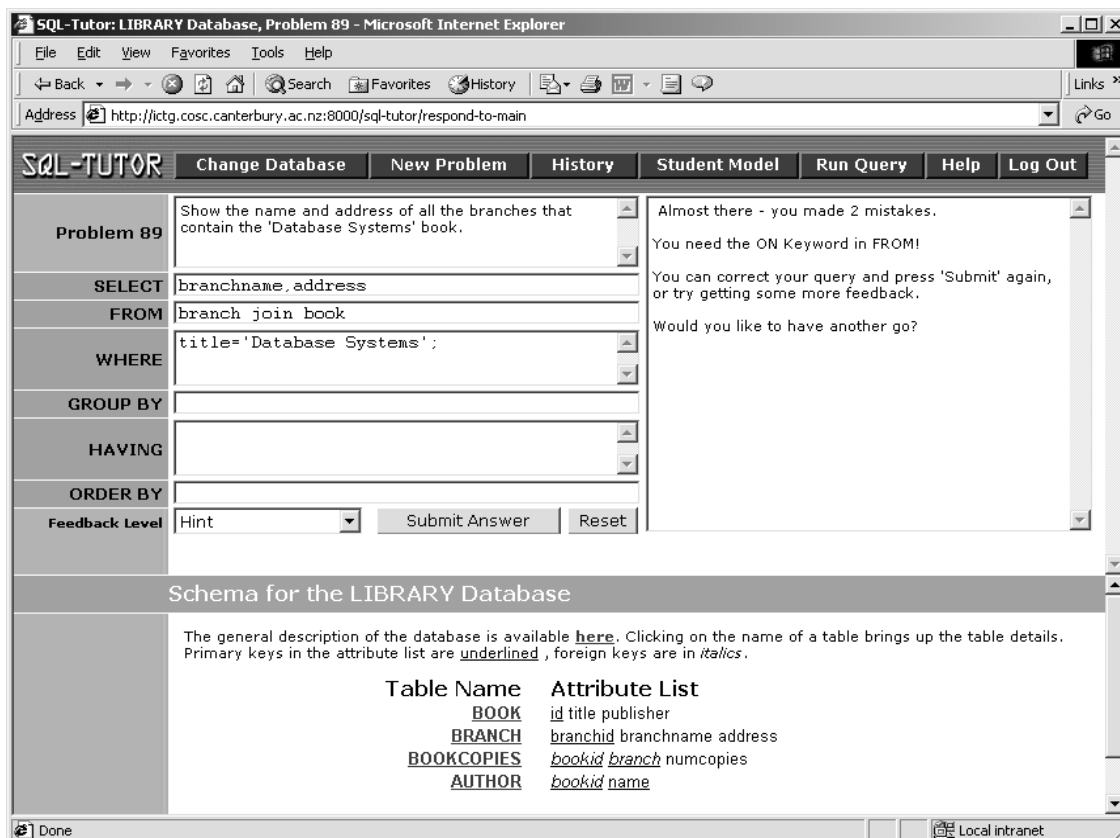 SQL-Tutor: LIBRARY Database, Problem 89 - Microsoft Internet Explorer
File Edit View Favorites Tools Help
Back Search Favorites History Links »
Address http://ictg.cosc.canterbury.ac.nz:8000/sql-tutor/respond-to-main Go
SQL-TUTOR Change Database New Problem History Student Model Run Query Help Log Out
Problem 89
Show the name and address of all the branches that
contain the 'Database Systems' book.
SELECT branchname,address
FROM branch join book
WHERE title='Database Systems';
GROUP BY
HAVING
ORDER BY
Feedback Level Hint Submit Answer Reset
Almost there - you made 2 mistakes.
You need the ON Keyword in FROM!
You can correct your query and press 'Submit' again,
or try getting some more feedback.
Would you like to have another go?
Schema for the LIBRARY Database
The general description of the database is available here. Clicking on the name of a table brings up the table details.
Primary keys in the attribute list are underlined , foreign keys are in italics.
Table Name Attribute List
BOOK id title publisher
BRANCH branchid branchname address
BOOKCOPIES bookid branch numcopies
AUTHOR bookid name
Done Local intranet